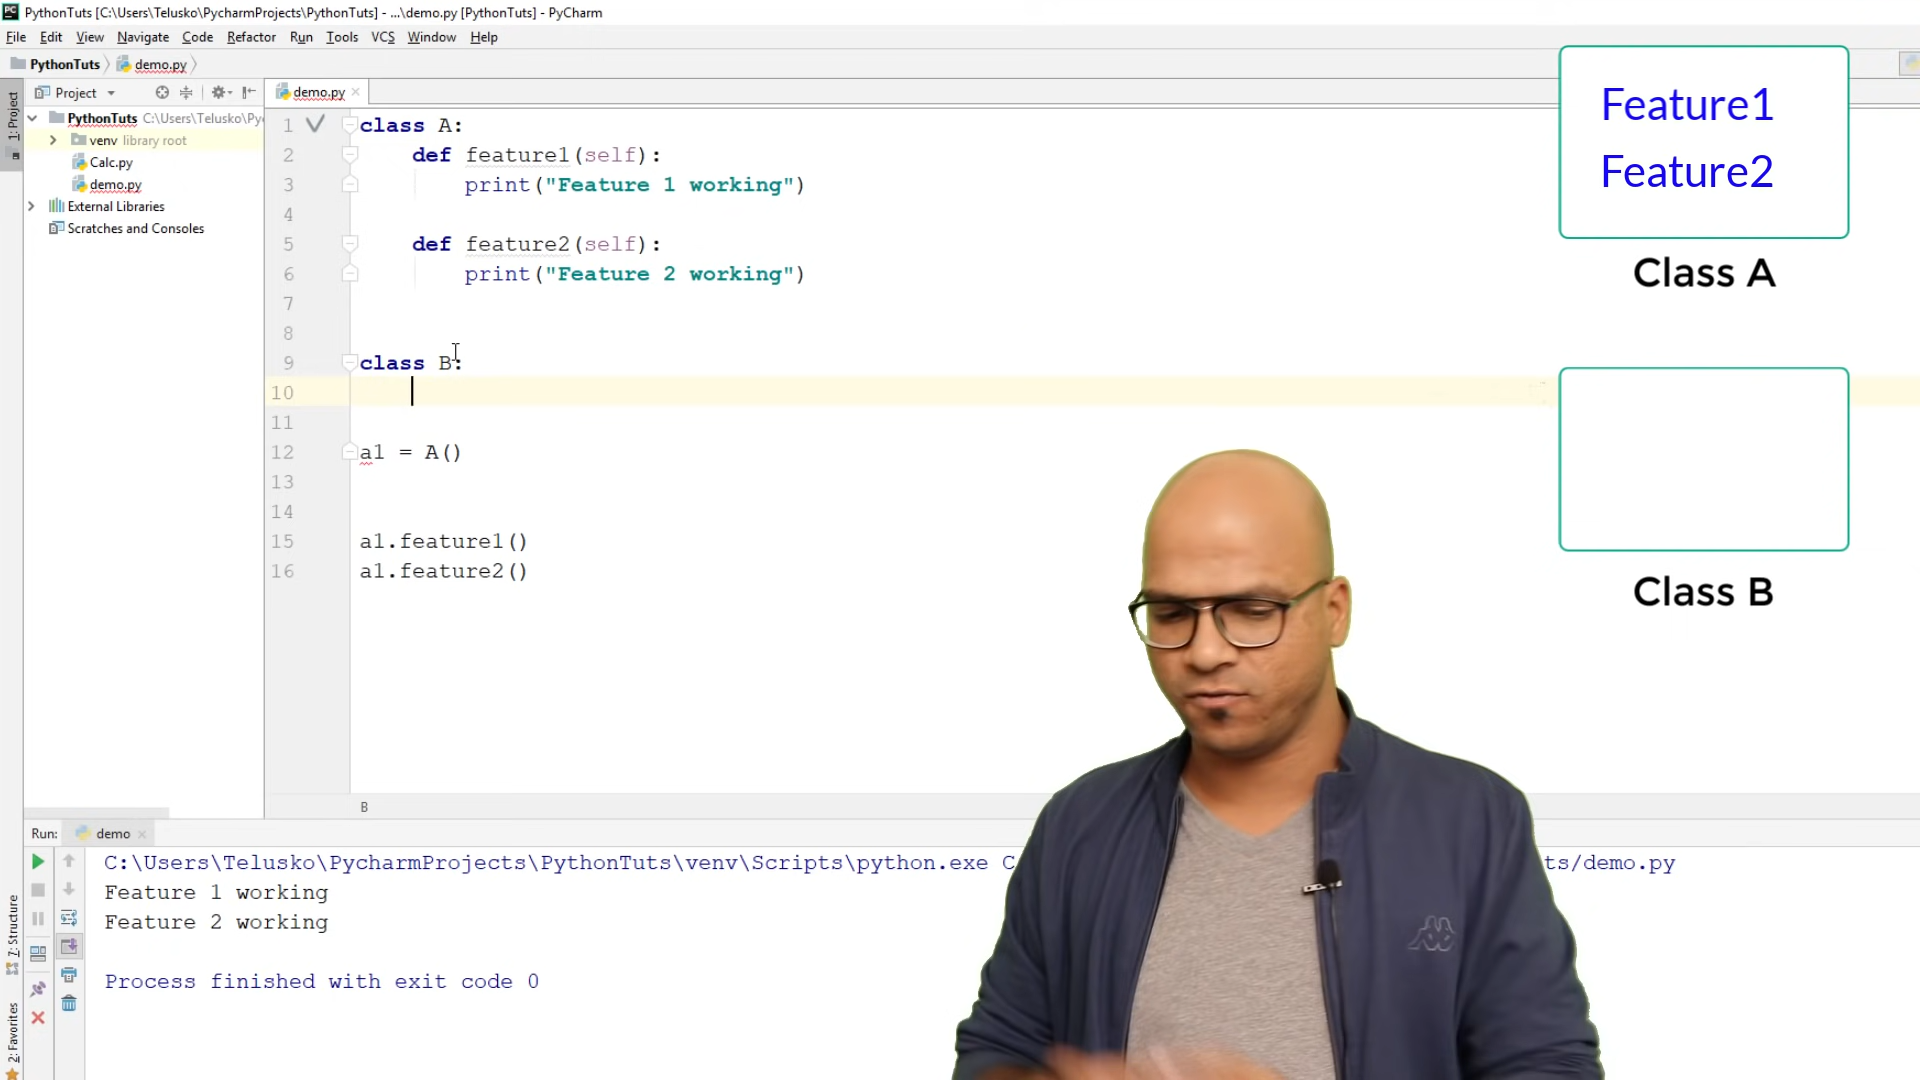 PC
PythonTuts [C:\Users\Telusko\PycharmProjects\PythonTuts] - ...\demo.py [PythonTuts] - PyCharm
File Edit View Navigate Code Refactor Run Tools VCS Window Help
PythonTuts demo.py
Project
demo.py
1: Project
PythonTuts C:\Users\Telusko\Py
venv library root
Calc.py
demo.py
External Libraries
Scratches and Consoles
1 class A:
2 def feature1(self):
3 print("Feature 1 working")
4
5 def feature2(self):
6 print("Feature 2 working")
7
8
9 class B:
10
11
12 a1 = A()
13
14
15 a1.feature1()
16 a1.feature2()
B
Feature1
Feature2
Class A
Class B
Run: demo
C:\Users\Telusko\PycharmProjects\PythonTuts\venv\Scripts\python.exe C ts/demo.py
Feature 1 working
Feature 2 working
Process finished with exit code 0
7: Structure
2: Favorites